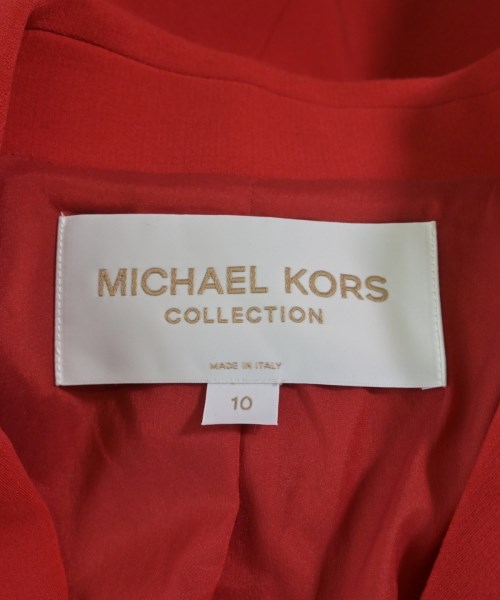 MICHAEL KORS
COLLECTION
MADE IN ITALY
10